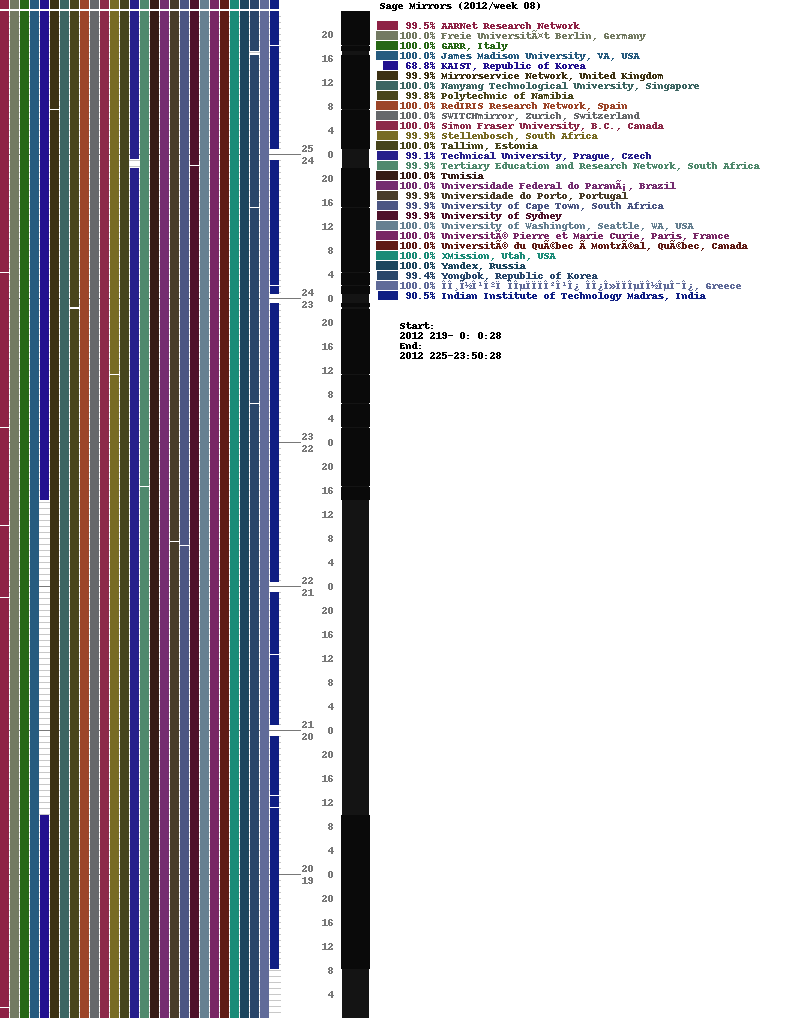 Sage Mirrors (2012/week 08)
99.5% AARNet Research Network
100.0% Freie UniversitÃ¤t Berlin, Germany
100.0% GARR, Italy
100.0% James Madison University, VA, USA
68.8% KAIST, Republic of Korea
99.9% Mirrorservice Network, United Kingdom
100.0% Nanyang Technological University, Singapore
99.8% Polytechnic of Namibia
100.0% RedIRIS Research Network, Spain
100.0% SWITCHmirror, Zurich, Switzerland
100.0% Simon Fraser University, B.C., Canada
99.9% Stellenbosch, South Africa
100.0% Tallinn, Estonia
99.1% Technical University, Prague, Czech
99.9% Tertiary Education and Research Network, South Africa
100.0% Tunisia
100.0% Universidade Federal do ParanÃ¡, Brazil
99.9% Universidade do Porto, Portugal
99.9% University of Cape Town, South Africa
99.9% University of Sydney
100.0% University of Washington, Seattle, WA, USA
100.0% UniversitÃ© Pierre et Marie Curie, Paris, France
100.0% UniversitÃ© du QuÃ©bec Ã MontrÃ©al, QuÃ©bec, Canada
100.0% XMission, Utah, USA
100.0% Yandex, Russia
99.4% Yongbok, Republic of Korea
100.0% Greece
90.5% Indian Institute of Technology Madras, India
Start:
2012 219- 0: 0:28
End:
2012 225-23:50:28
20
16
12
8
4
25
0
24
20
16
12
8
4
24
0
23
20
16
12
8
4
23
0
22
20
16
12
8
4
22
0
21
20
16
12
8
4
21
0
20
20
16
12
8
4
20
0
19
20
16
12
8
4